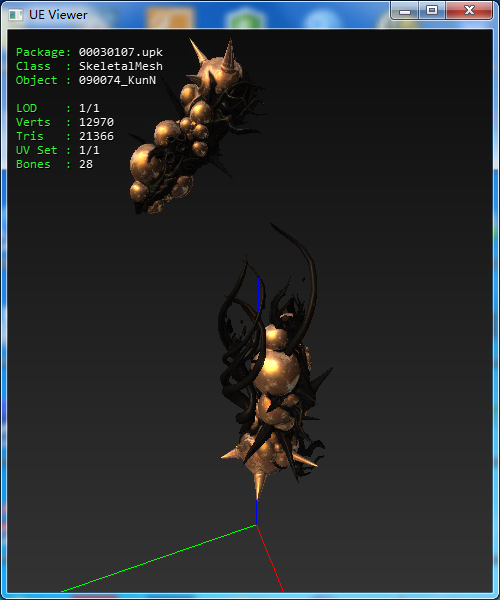 UE Viewer
Package: 00030107.upk
Class : SkeletalMesh
Object : 090074_KunN
LOD : 1/1
Verts : 12970
Tris : 21366
UV Set : 1/1
Bones : 28